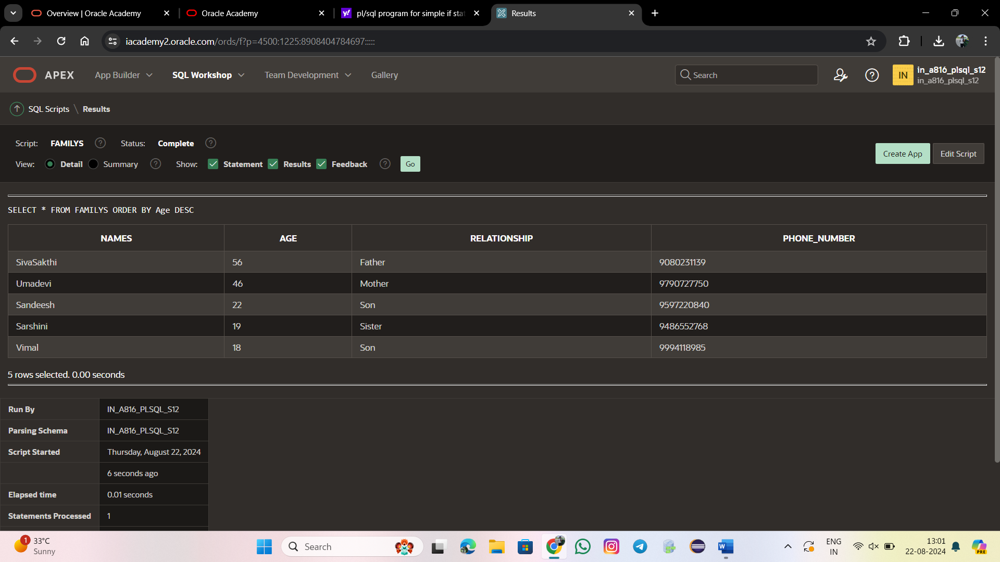 Overview | Oracle Academy
Oracle Academy
pl/sql program for simple if sta
Results
iacademy2.oracle.com/ords/f?p=4500:1225:8908404784697:::::
APEX App Builder SQL Workshop Team Development Gallery
Search
IN
in_a816_plsql_s12
in_a816_plsql_s12
SQL Scripts \ Results
Script: FAMILYS ? Status: Complete ?
View: Detail Summary ? Show: Statement Results Feedback ? Go
Create App Edit Script
SELECT * FROM FAMILYS ORDER BY Age DESC
NAMES AGE RELATIONSHIP PHONE_NUMBER
SivaSakthi 56 Father 9080231139
Umadevi 46 Mother 9790727750
Sandeesh 22 Son 9597220840
Sarshini 19 Sister 9486552768
Vimal 18 Son 9994118985
5 rows selected. 0.00 seconds
Run By IN_A816_PLSQL_S12
Parsing Schema IN_A816_PLSQL_S12
Script Started Thursday, August 22, 2024
6 seconds ago
Elapsed time 0.01 seconds
Statements Processed 1
1
33°C
Sunny
Search
ENG
IN
13:01
22-08-2024
PRE